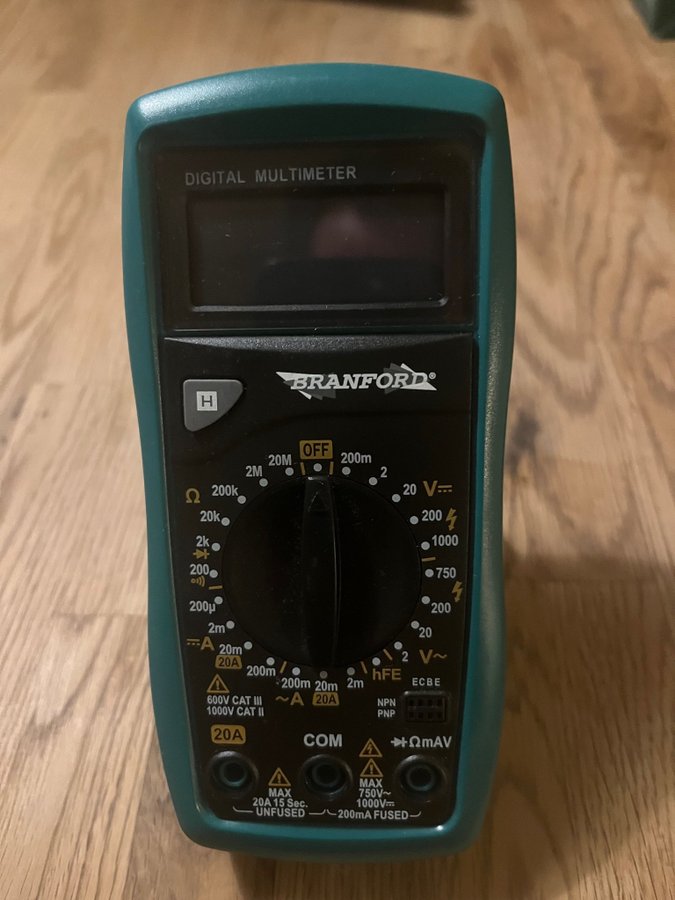 DIGITAL MULTIMETER
BRANFORD®
H
OFF
20M 200m
2M 2
Ω 200k 20 V⎓
20k 200
2k 1000
200 750
200µ 200
2m 20
⎓A 20m 2 V~
20A 200m 200m 20m 2m hFE
~A 20A
ECBE
600V CAT III
1000V CAT II
NPN
PNP
20A COM ΩmAV
MAX
20A 15 Sec.
UNFUSED
MAX
750V~
1000V⎓
200mA FUSED